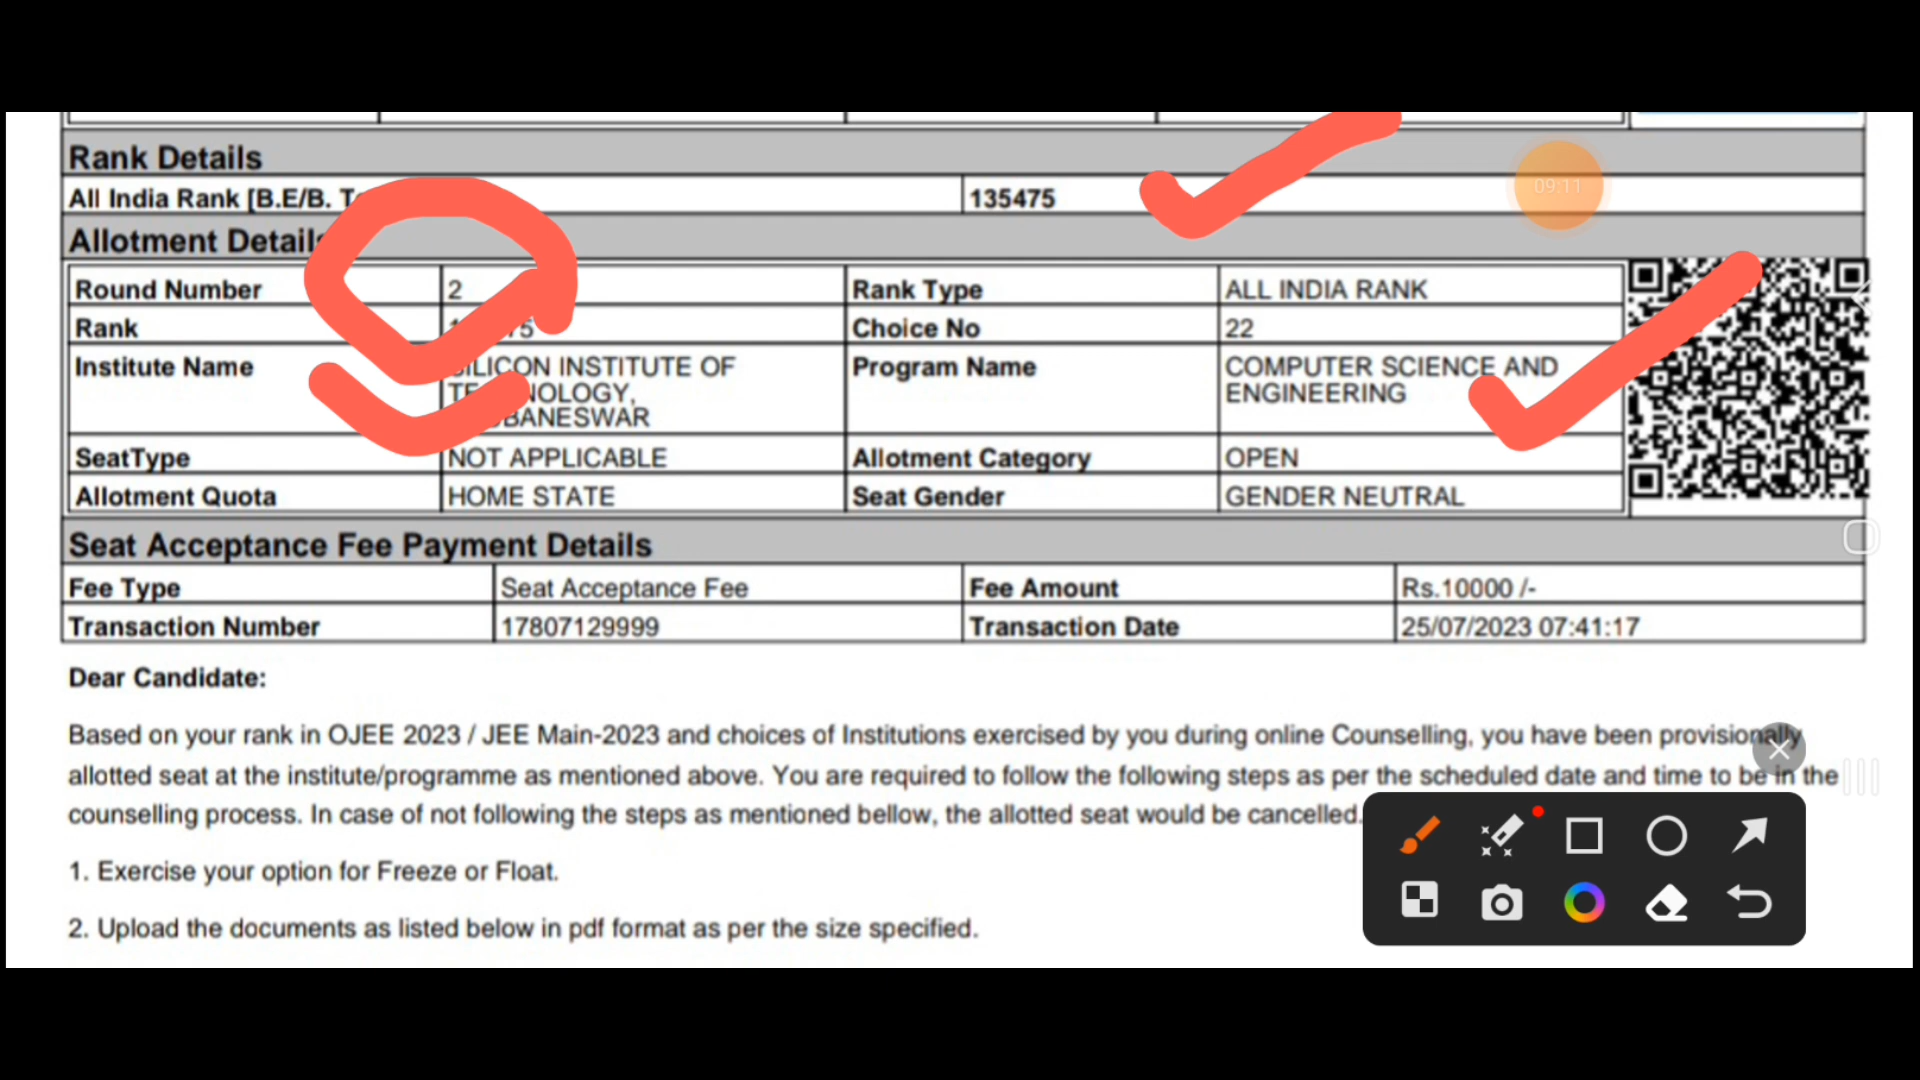 Rank Details
All India Rank [B.E/B. 135475
09:11
Allotment Details
Round Number 2 Rank Type ALL INDIA RANK
Rank Choice No 22
Institute Name SILICON INSTITUTE OF Program Name COMPUTER SCIENCE AND
ENGINEERING
SeatType NOT APPLICABLE Allotment Category OPEN
Allotment Quota HOME STATE Seat Gender GENDER NEUTRAL
Seat Acceptance Fee Payment Details
Fee Type Seat Acceptance Fee Fee Amount Rs.10000 /-
Transaction Number 17807129999 Transaction Date 25/07/2023 07:41:17
Dear Candidate:
Based on your rank in OJEE 2023 / JEE Main-2023 and choices of Institutions exercised by you during online Counselling, you have been provisionally
allotted seat at the institute/programme as mentioned above. You are required to follow the following steps as per the scheduled date and time to be in the
counselling process. In case of not following the steps as mentioned bellow, the allotted seat would be cancelled.
1. Exercise your option for Freeze or Float.
2. Upload the documents as listed below in pdf format as per the size specified.